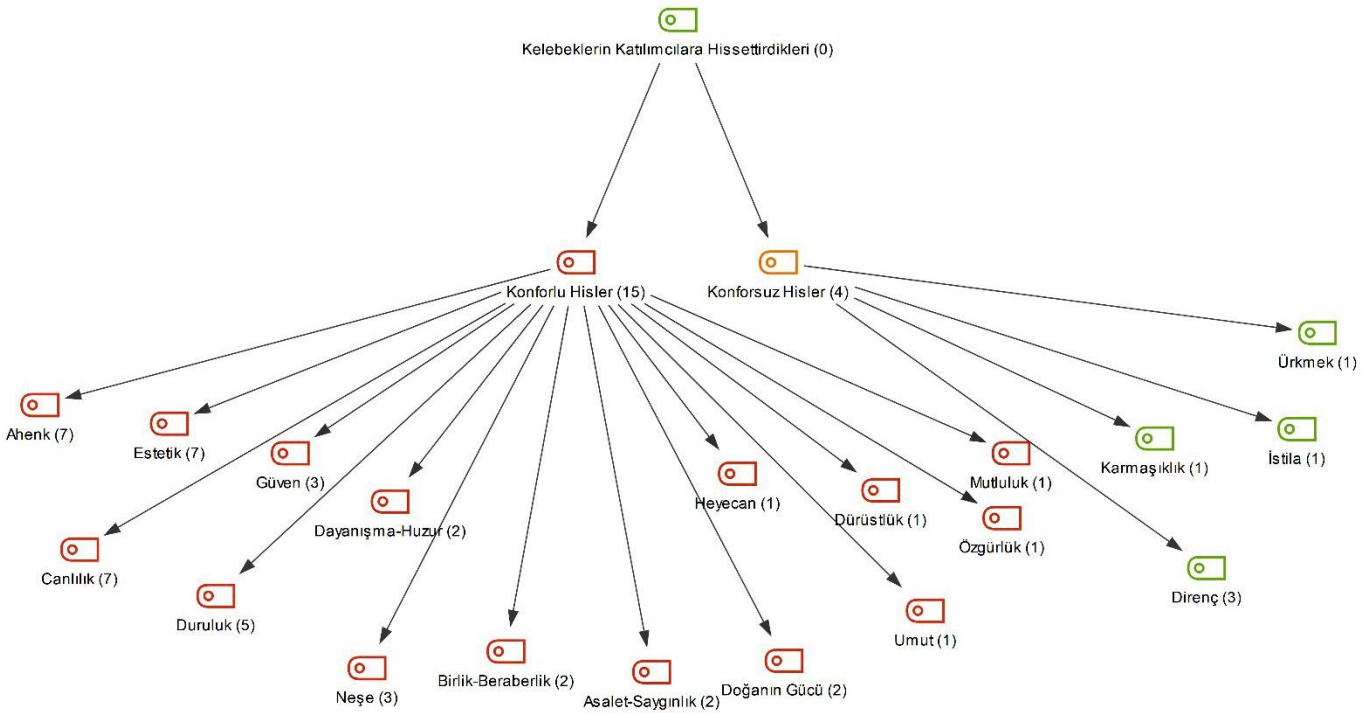 Kelebeklerin Katılımcılara Hissettirdikleri (0)
Konforlu Hisler (15)
Konforsuz Hisler (4)
Ürkmek (1)
Ahenk (7)
Estetik (7)
Güven (3)
Dayanışma-Huzur (2)
Heyecan (1)
Dürüstlük (1)
Mutluluk (1)
Özgürlük (1)
Karmaşıklık (1)
İstila (1)
Canlılık (7)
Duruluk (5)
Neşe (3)
Birlik-Beraberlik (2)
Asalet-Saygınlık (2)
Doğanın Gücü (2)
Umut (1)
Direnç (3)